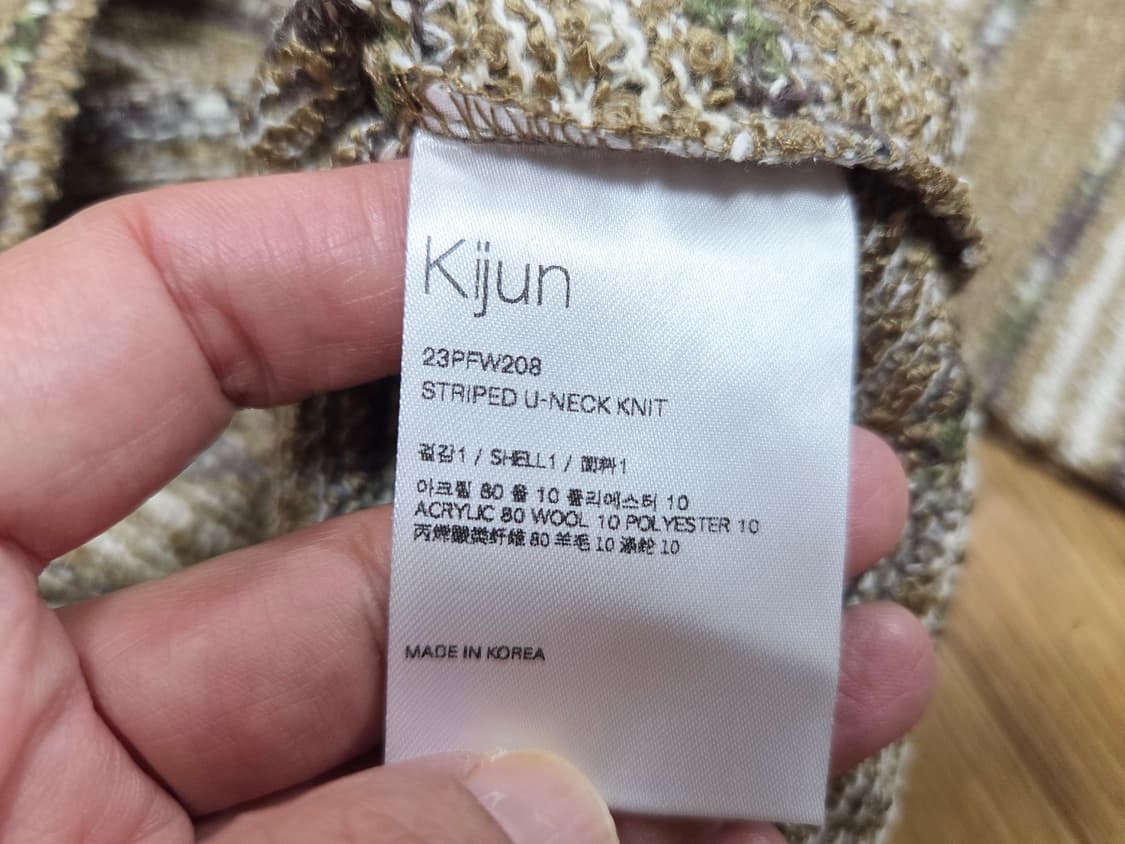 Kijun
23PFW208
STRIPED U-NECK KNIT
겉감1 / SHELL1 / 面料1
아크릴 80 울 10 폴리에스터 10
ACRYLIC 80 WOOL 10 POLYESTER 10
丙烯酸类纤维 80 羊毛 10 涤纶 10
MADE IN KOREA